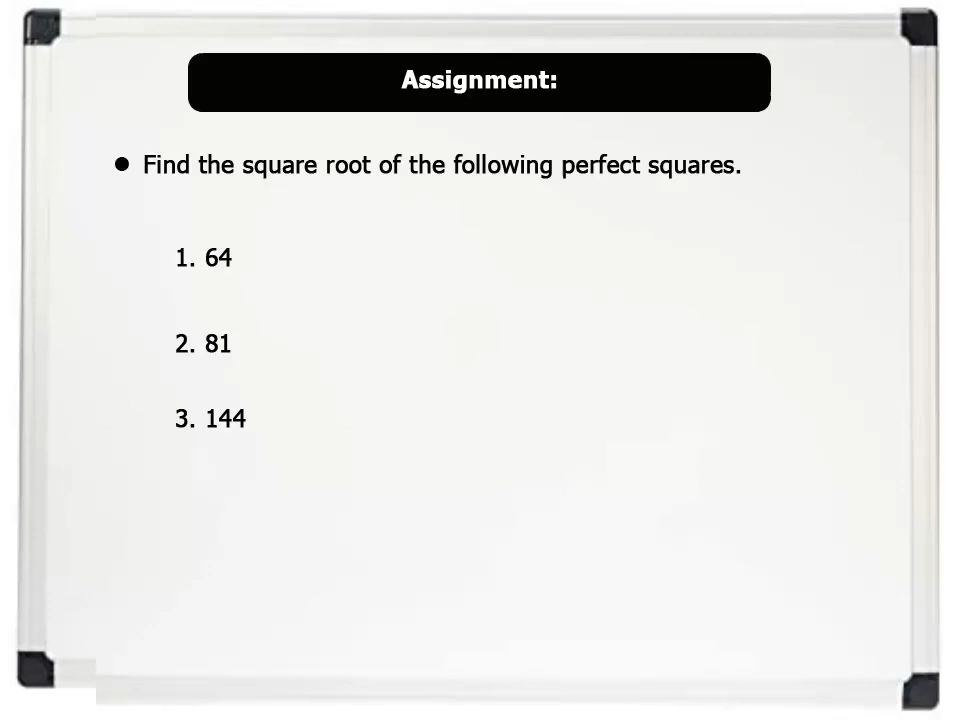 Assignment:
● Find the square root of the following perfect squares.
1. 64
2. 81
3. 144